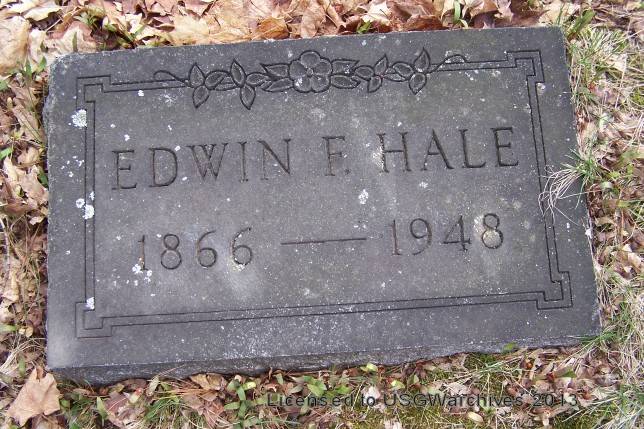 EDWIN F. HALE
1866 — 1948
Licensed to USGWarchives 2013